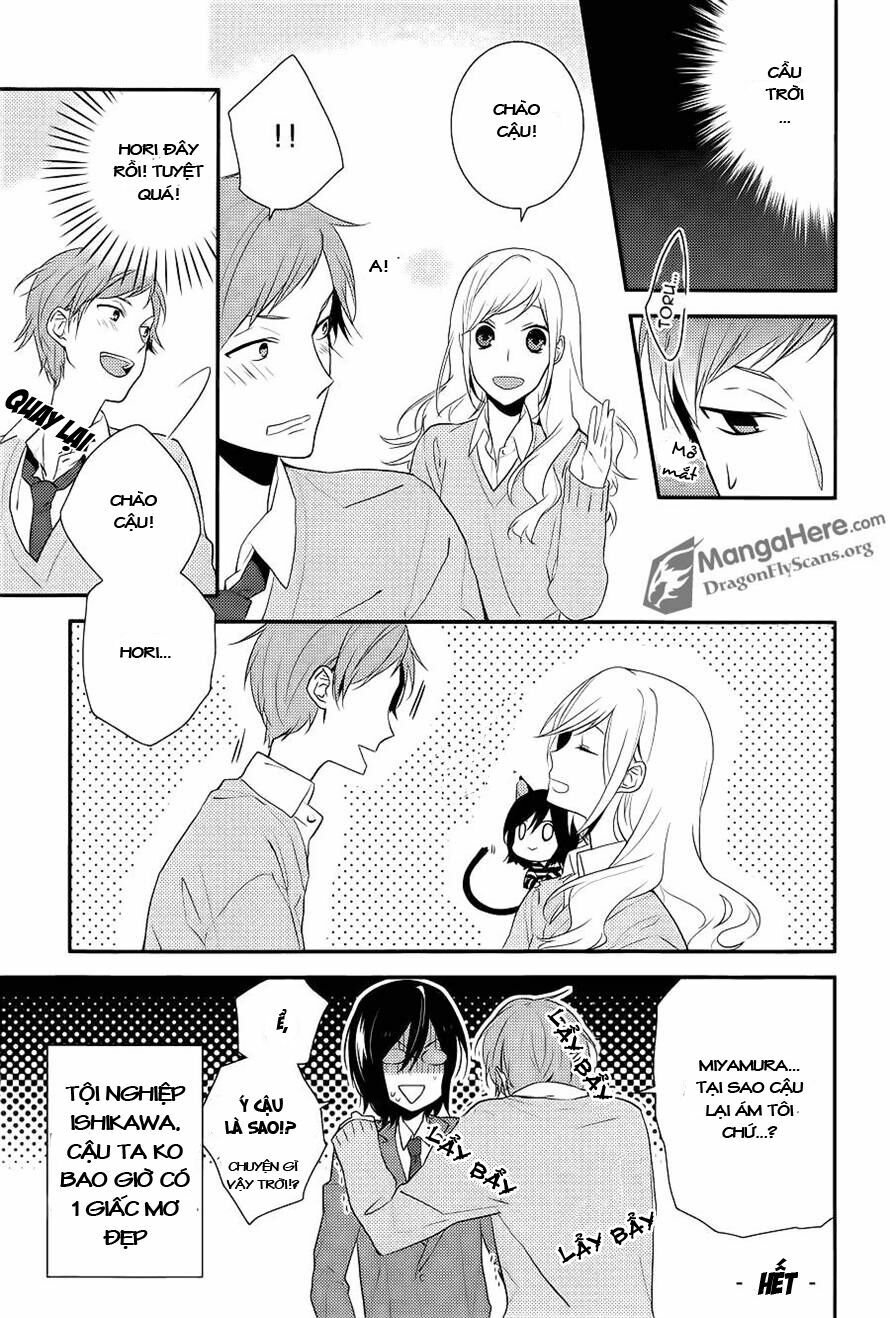 CẦU
TRỜI
...
TORU...
Mở
mắt
CHÀO
CẬU!
A!
!!
HORI ĐÂY
RỒI! TUYỆT
QUÁ!
QUAY LẠI
CHÀO
CẬU!
HORI...
MangaHere.com
DragonFlyScans.org
MIYAMURA...
TẠI SAO CẬU
LẠI ÁM TÔI
CHỨ...?
LẨY BẨY
LẨY BẨY
LẨY BẨY
LẨY BẨY
LẨY BẨY
Ể,
Ý CẬU
LÀ SAO!?
CHUYỆN GÌ
VẬY TRỜI!?
TỘI NGHIỆP
ISHIKAWA.
CẬU TA KO
BAO GIỜ CÓ
1 GIẤC MƠ
ĐẸP
- HẾT -